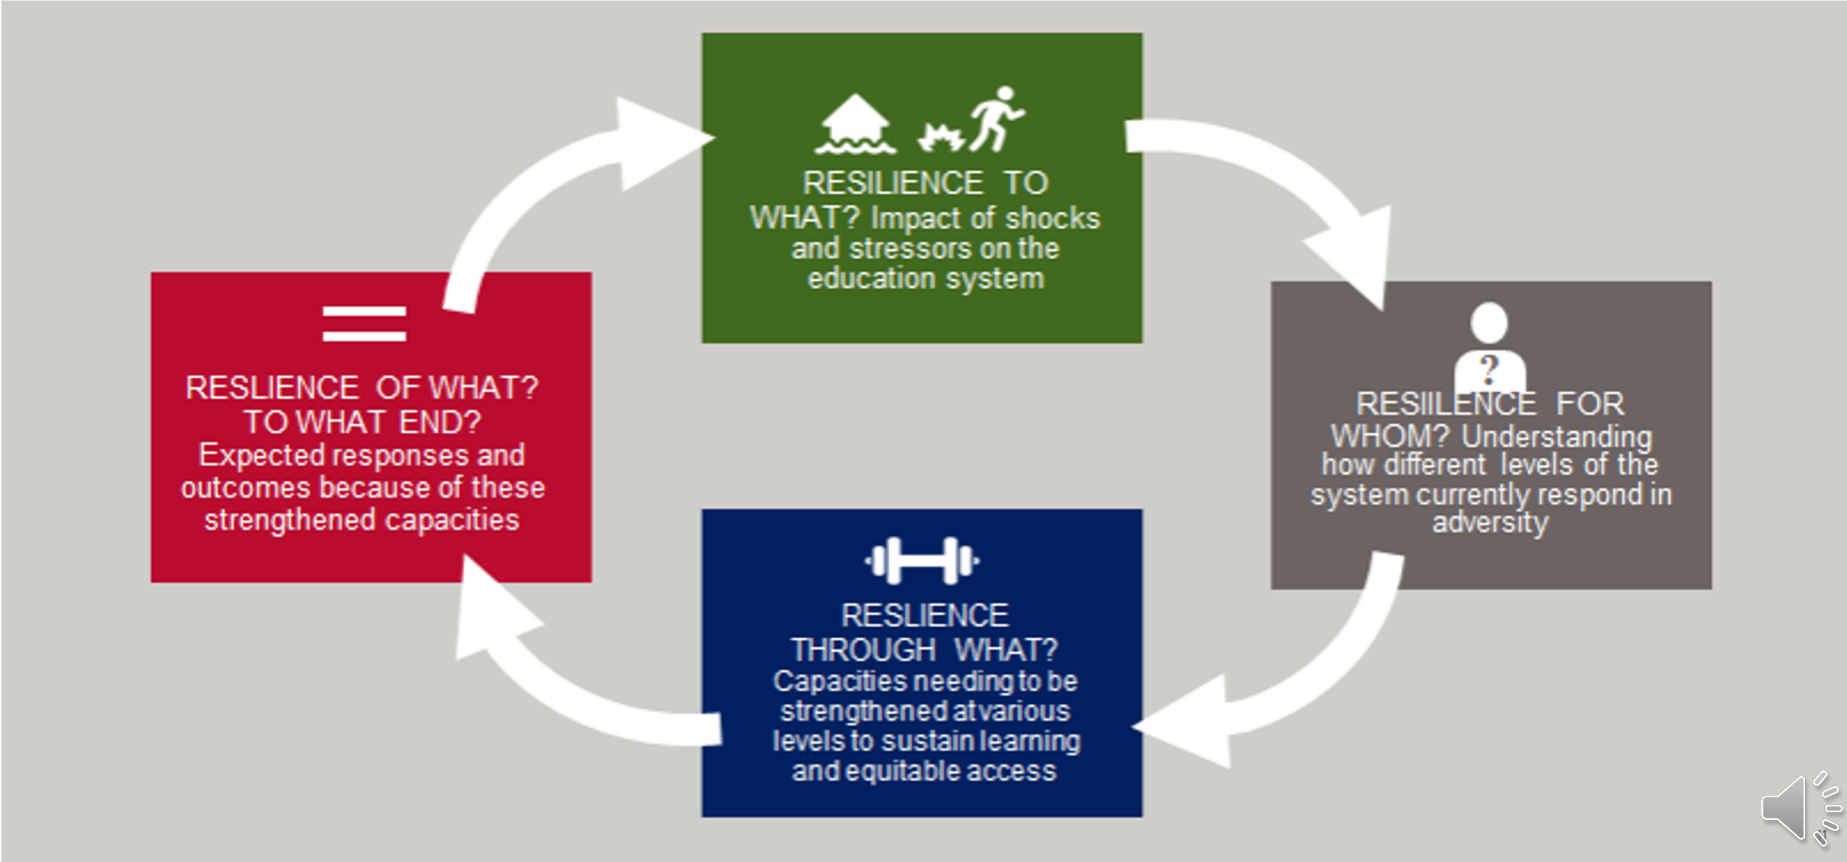 RESILIENCE TO
WHAT? Impact of shocks
and stressors on the
education system
?
RESIILENCE FOR
WHOM? Understanding
how different levels of the
system currently respond in
adversity
RESLIENCE
THROUGH WHAT?
Capacities needing to be
strengthened at various
levels to sustain learning
and equitable access
RESLIENCE OF WHAT?
TO WHAT END?
Expected responses and
outcomes because of these
strengthened capacities